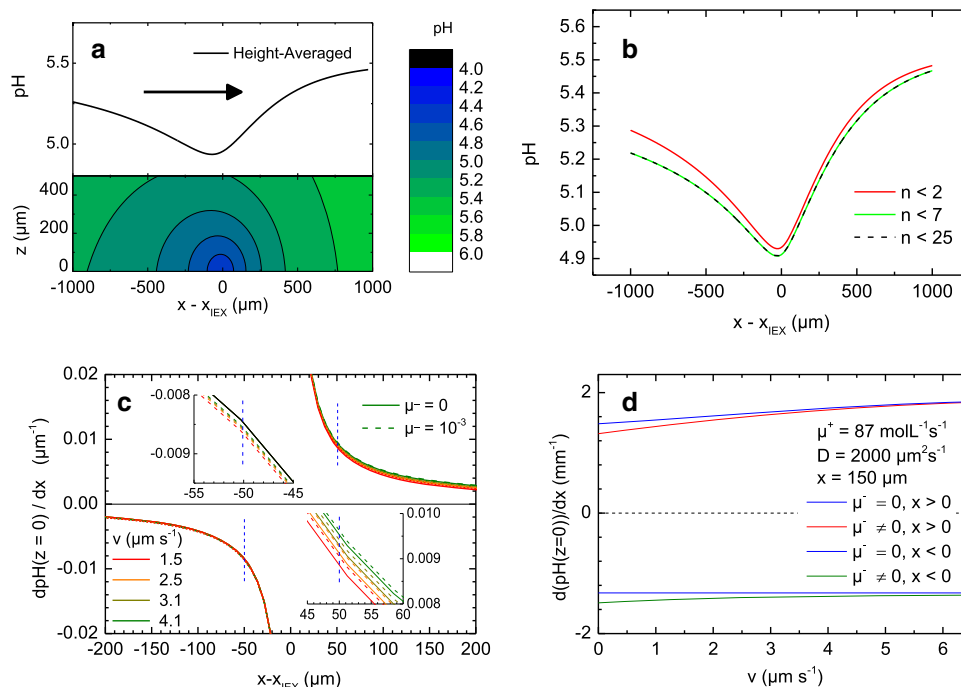 a
Height-Averaged
pH
5.5
5.0
z (µm)
400
200
0
-1000 -500 0 500 1000
x - xIEX (µm)
pH
4.0
4.2
4.4
4.6
4.8
5.0
5.2
5.4
5.6
5.8
6.0
b
pH
5.5
5.4
5.3
5.2
5.1
5.0
4.9
n < 2
n < 7
n < 25
-1000 -500 0 500 1000
x - xIEX (µm)
c
dpH(z = 0) / dx (µm⁻¹)
0.02
0.01
0.00
-0.01
-0.02
-0.008
-0.009
-55 -50 -45
µ⁻ = 0
µ⁻ = 10⁻³
v (µm s⁻¹)
1.5
2.5
3.1
4.1
0.010
0.009
0.008
45 50 55 60
-200 -150 -100 -50 0 50 100 150 200
x-xIEX (µm)
d
d(pH(z=0))/dx (mm⁻¹)
2
0
-2
µ⁺ = 87 molL⁻¹s⁻¹
D = 2000 µm²s⁻¹
x = 150 µm
µ⁻ = 0, x > 0
µ⁻ ≠ 0, x > 0
µ⁻ = 0, x < 0
µ⁻ ≠ 0, x < 0
0 1 2 3 4 5 6
v (µm s⁻¹)